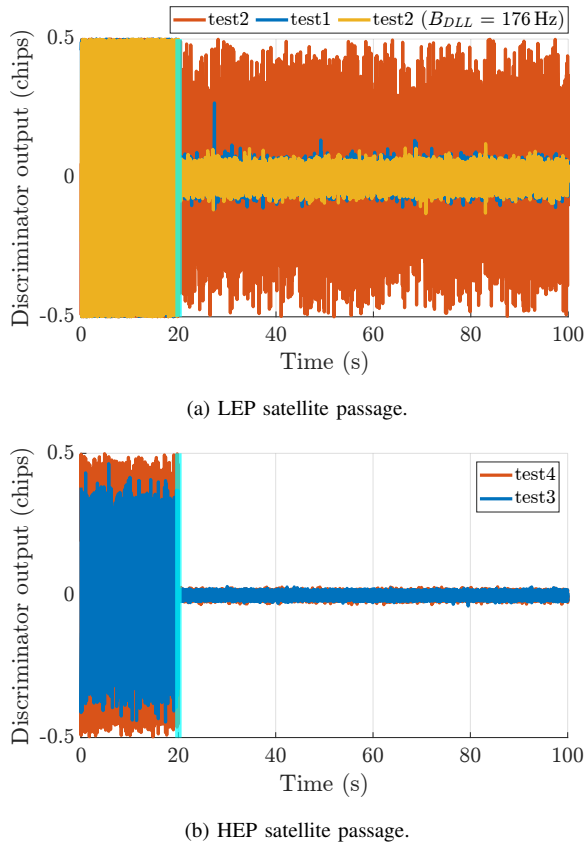 test2 test1 test2 (B_DLL = 176 Hz)
Discriminator output (chips)
0.5
0
-0.5
0 20 40 60 80 100
Time (s)
(a) LEP satellite passage.
test4
test3
Discriminator output (chips)
0.5
0
-0.5
0 20 40 60 80 100
Time (s)
(b) HEP satellite passage.